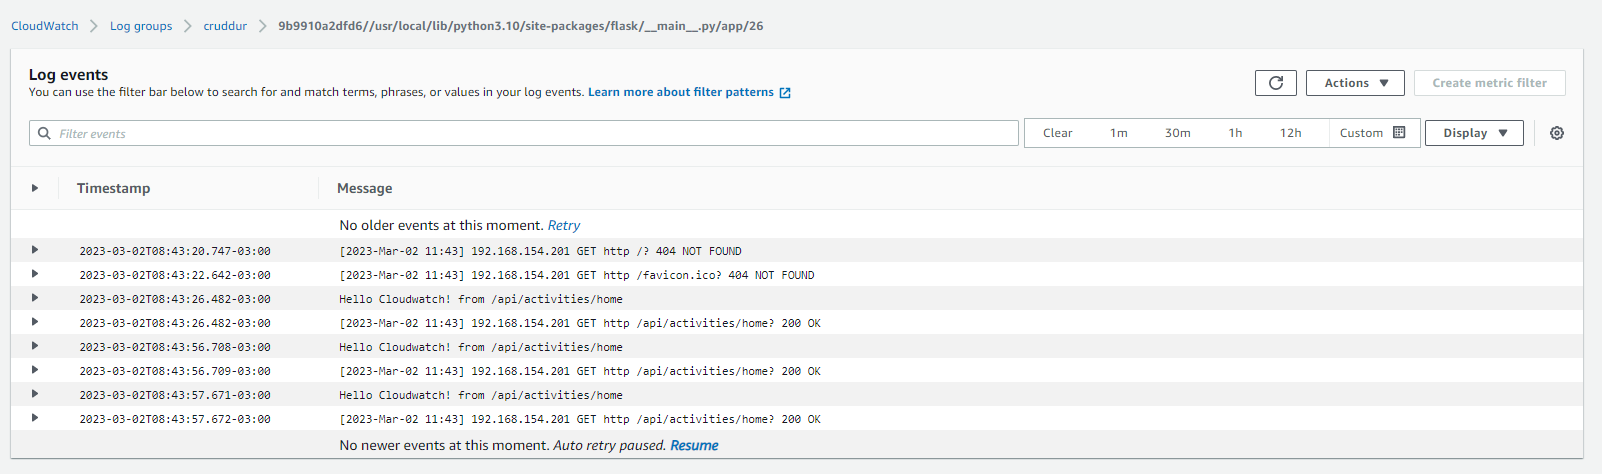 CloudWatch Log groups cruddur 9b9910a2dfd6//usr/local/lib/python3.10/site-packages/flask/__main__.py/app/26
Log events
You can use the filter bar below to search for and match terms, phrases, or values in your log events. Learn more about filter patterns
Actions
Create metric filter
Filter events
Clear 1m 30m 1h 12h Custom
Display
Timestamp Message
No older events at this moment. Retry
2023-03-02T08:43:20.747-03:00 [2023-Mar-02 11:43] 192.168.154.201 GET http /? 404 NOT FOUND
2023-03-02T08:43:22.642-03:00 [2023-Mar-02 11:43] 192.168.154.201 GET http /favicon.ico? 404 NOT FOUND
2023-03-02T08:43:26.482-03:00 Hello Cloudwatch! from /api/activities/home
2023-03-02T08:43:26.482-03:00 [2023-Mar-02 11:43] 192.168.154.201 GET http /api/activities/home? 200 OK
2023-03-02T08:43:56.708-03:00 Hello Cloudwatch! from /api/activities/home
2023-03-02T08:43:56.709-03:00 [2023-Mar-02 11:43] 192.168.154.201 GET http /api/activities/home? 200 OK
2023-03-02T08:43:57.671-03:00 Hello Cloudwatch! from /api/activities/home
2023-03-02T08:43:57.672-03:00 [2023-Mar-02 11:43] 192.168.154.201 GET http /api/activities/home? 200 OK
No newer events at this moment. Auto retry paused. Resume